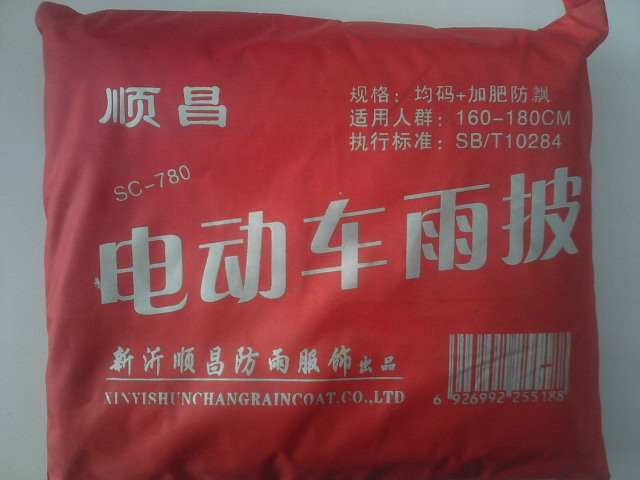 顺昌
规格：均码+加肥防飘
适用人群：160-180CM
执行标准：SB/T10284
SC-780
电动车雨披
新沂顺昌防雨服饰出品
XINYISHUNCHANGRAINCOAT.CO.,LTD
6 926992 255188